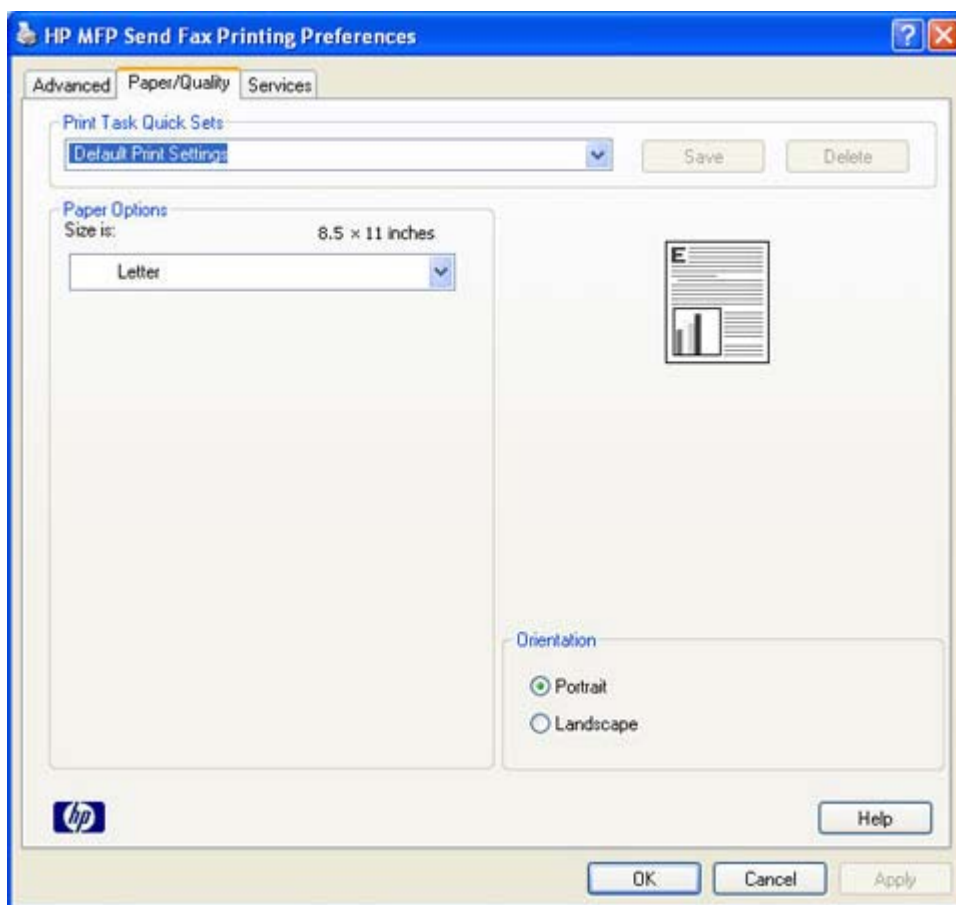 HP MFP Send Fax Printing Preferences
Advanced Paper/Quality Services
Print Task Quick Sets
Default Print Settings Save Delete
Paper Options
Size is: 8.5 × 11 inches
Letter
E
Orientation
Portrait
Landscape
hp Help
OK Cancel Apply